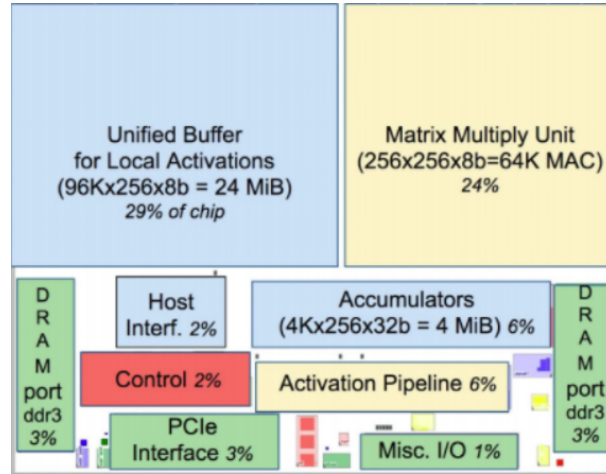 Unified Buffer
for Local Activations
(96Kx256x8b = 24 MiB)
29% of chip
Matrix Multiply Unit
(256x256x8b=64K MAC)
24%
D
R
A
M
port
ddr3
3%
Host
Interf. 2%
Accumulators
(4Kx256x32b = 4 MiB) 6%
D
R
A
M
port
ddr3
3%
Control 2%
Activation Pipeline 6%
PCIe
Interface 3%
Misc. I/O 1%